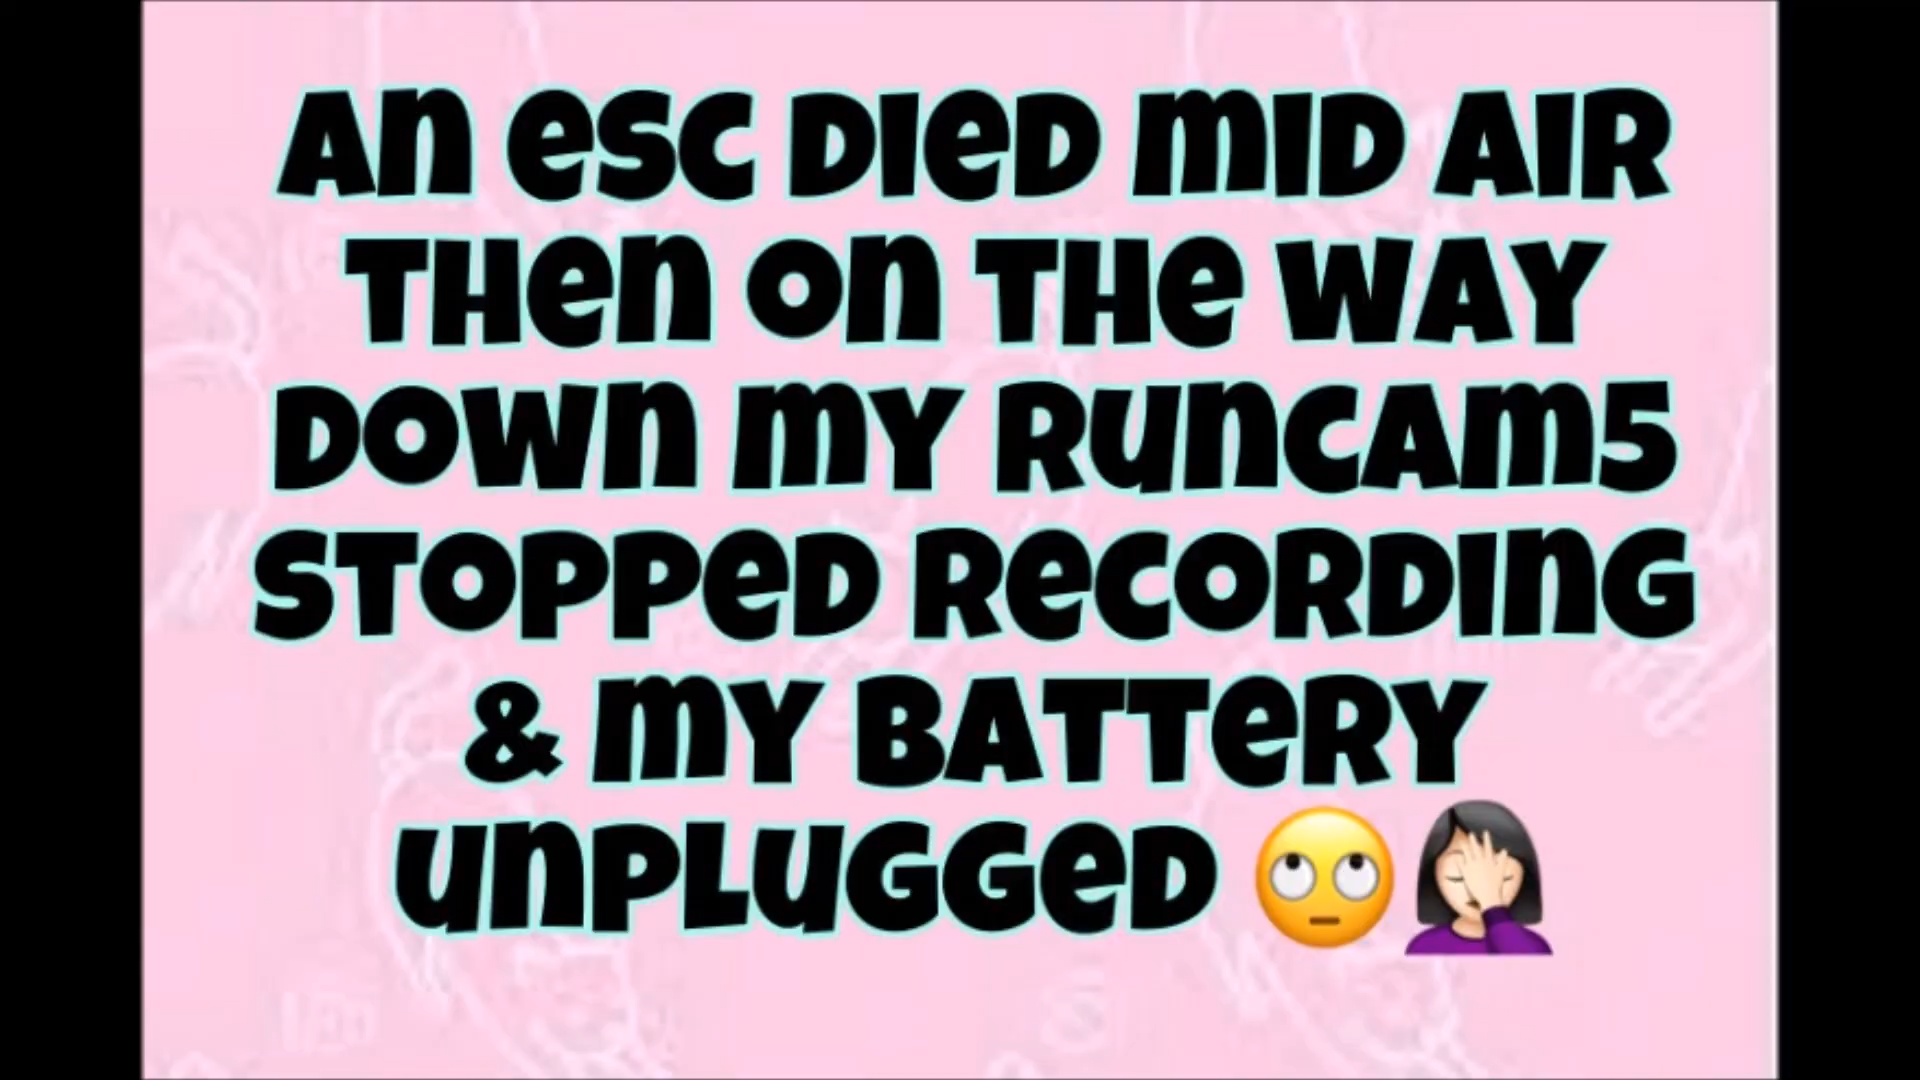 An esc died mid air
then on the way
down my Runcam5
stopped recording
& my battery
unplugged 🙄🤦🏻‍♀️